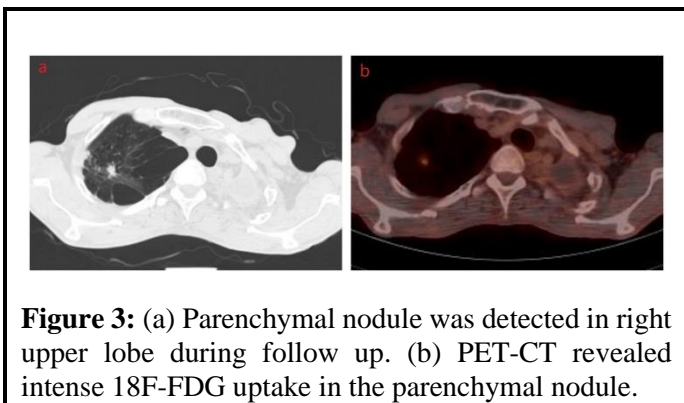 a
b
Figure 3: (a) Parenchymal nodule was detected in right
upper lobe during follow up. (b) PET-CT revealed
intense 18F-FDG uptake in the parenchymal nodule.